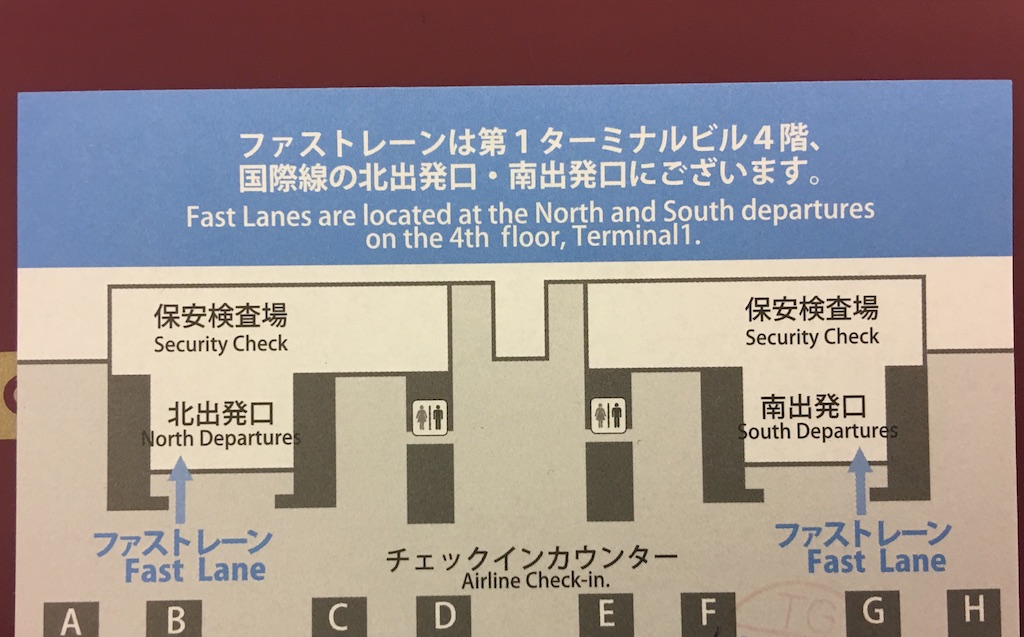 ファストレーンは第1ターミナルビル4階、
国際線の北出発口・南出発口にございます。
Fast Lanes are located at the North and South departures
on the 4th floor, Terminal1.
保安検査場
Security Check
保安検査場
Security Check
北出発口
North Departures
南出発口
South Departures
ファストレーン
Fast Lane
ファストレーン
Fast Lane
チェックインカウンター
Airline Check-in.
A B C D E F G H
TG